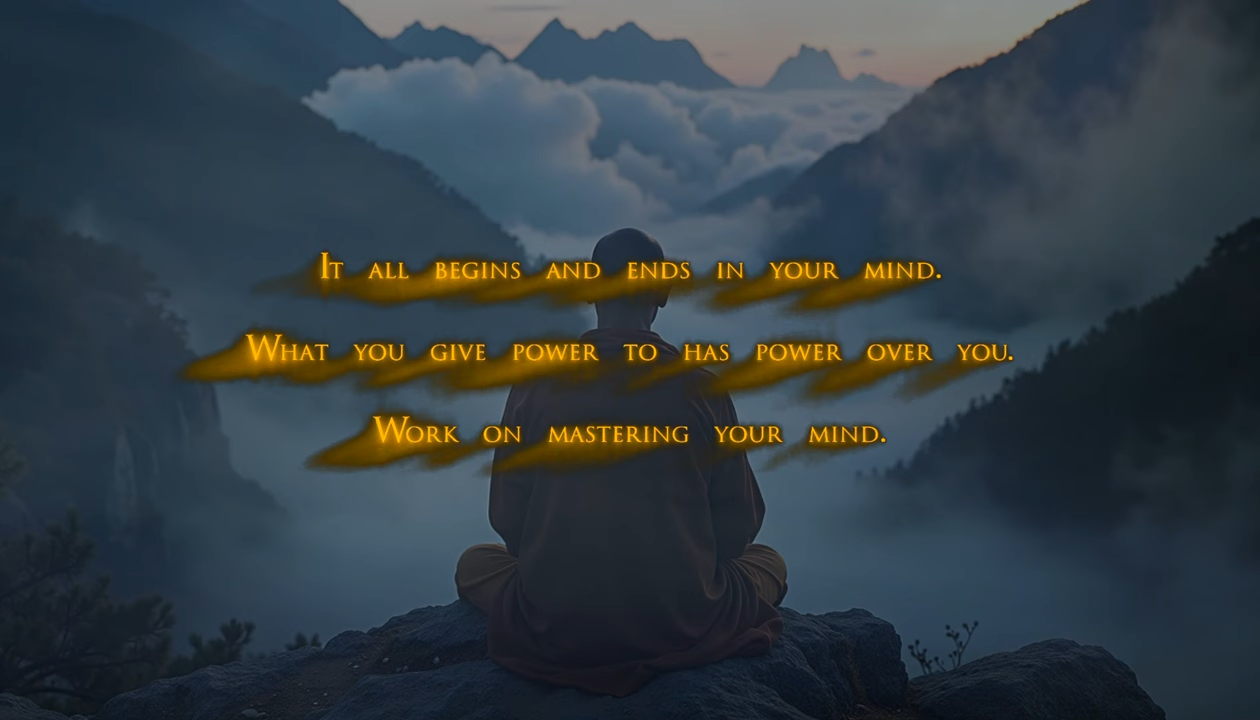 It all begins and ends in your mind.
What you give power to has power over you.
Work on mastering your mind.